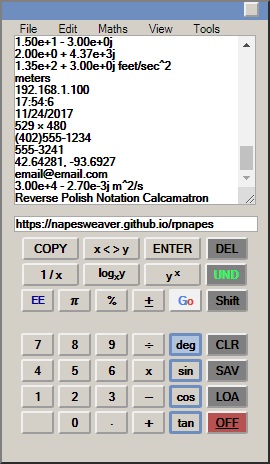 File Edit Maths View Tools
1.50e+1 - 3.00e+0j
2.00e+0 + 4.37e+3j
1.35e+2 + 3.00e+0j feet/sec^2
meters
192.168.1.100
17:54:6
11/24/2017
529 × 480
(402)555-1234
555-3241
42.64281, -93.6927
email@email.com
3.00e+4 - 2.70e-3j m^2/s
Reverse Polish Notation Calcamatron
https://napesweaver.github.io/rpnapes
COPY x < > y ENTER DEL
1 / x logxy y x UND
EE π % ± Go Shift
7 8 9 ÷ deg CLR
4 5 6 x sin SAV
1 2 3 – cos LOA
0 . + tan OFF